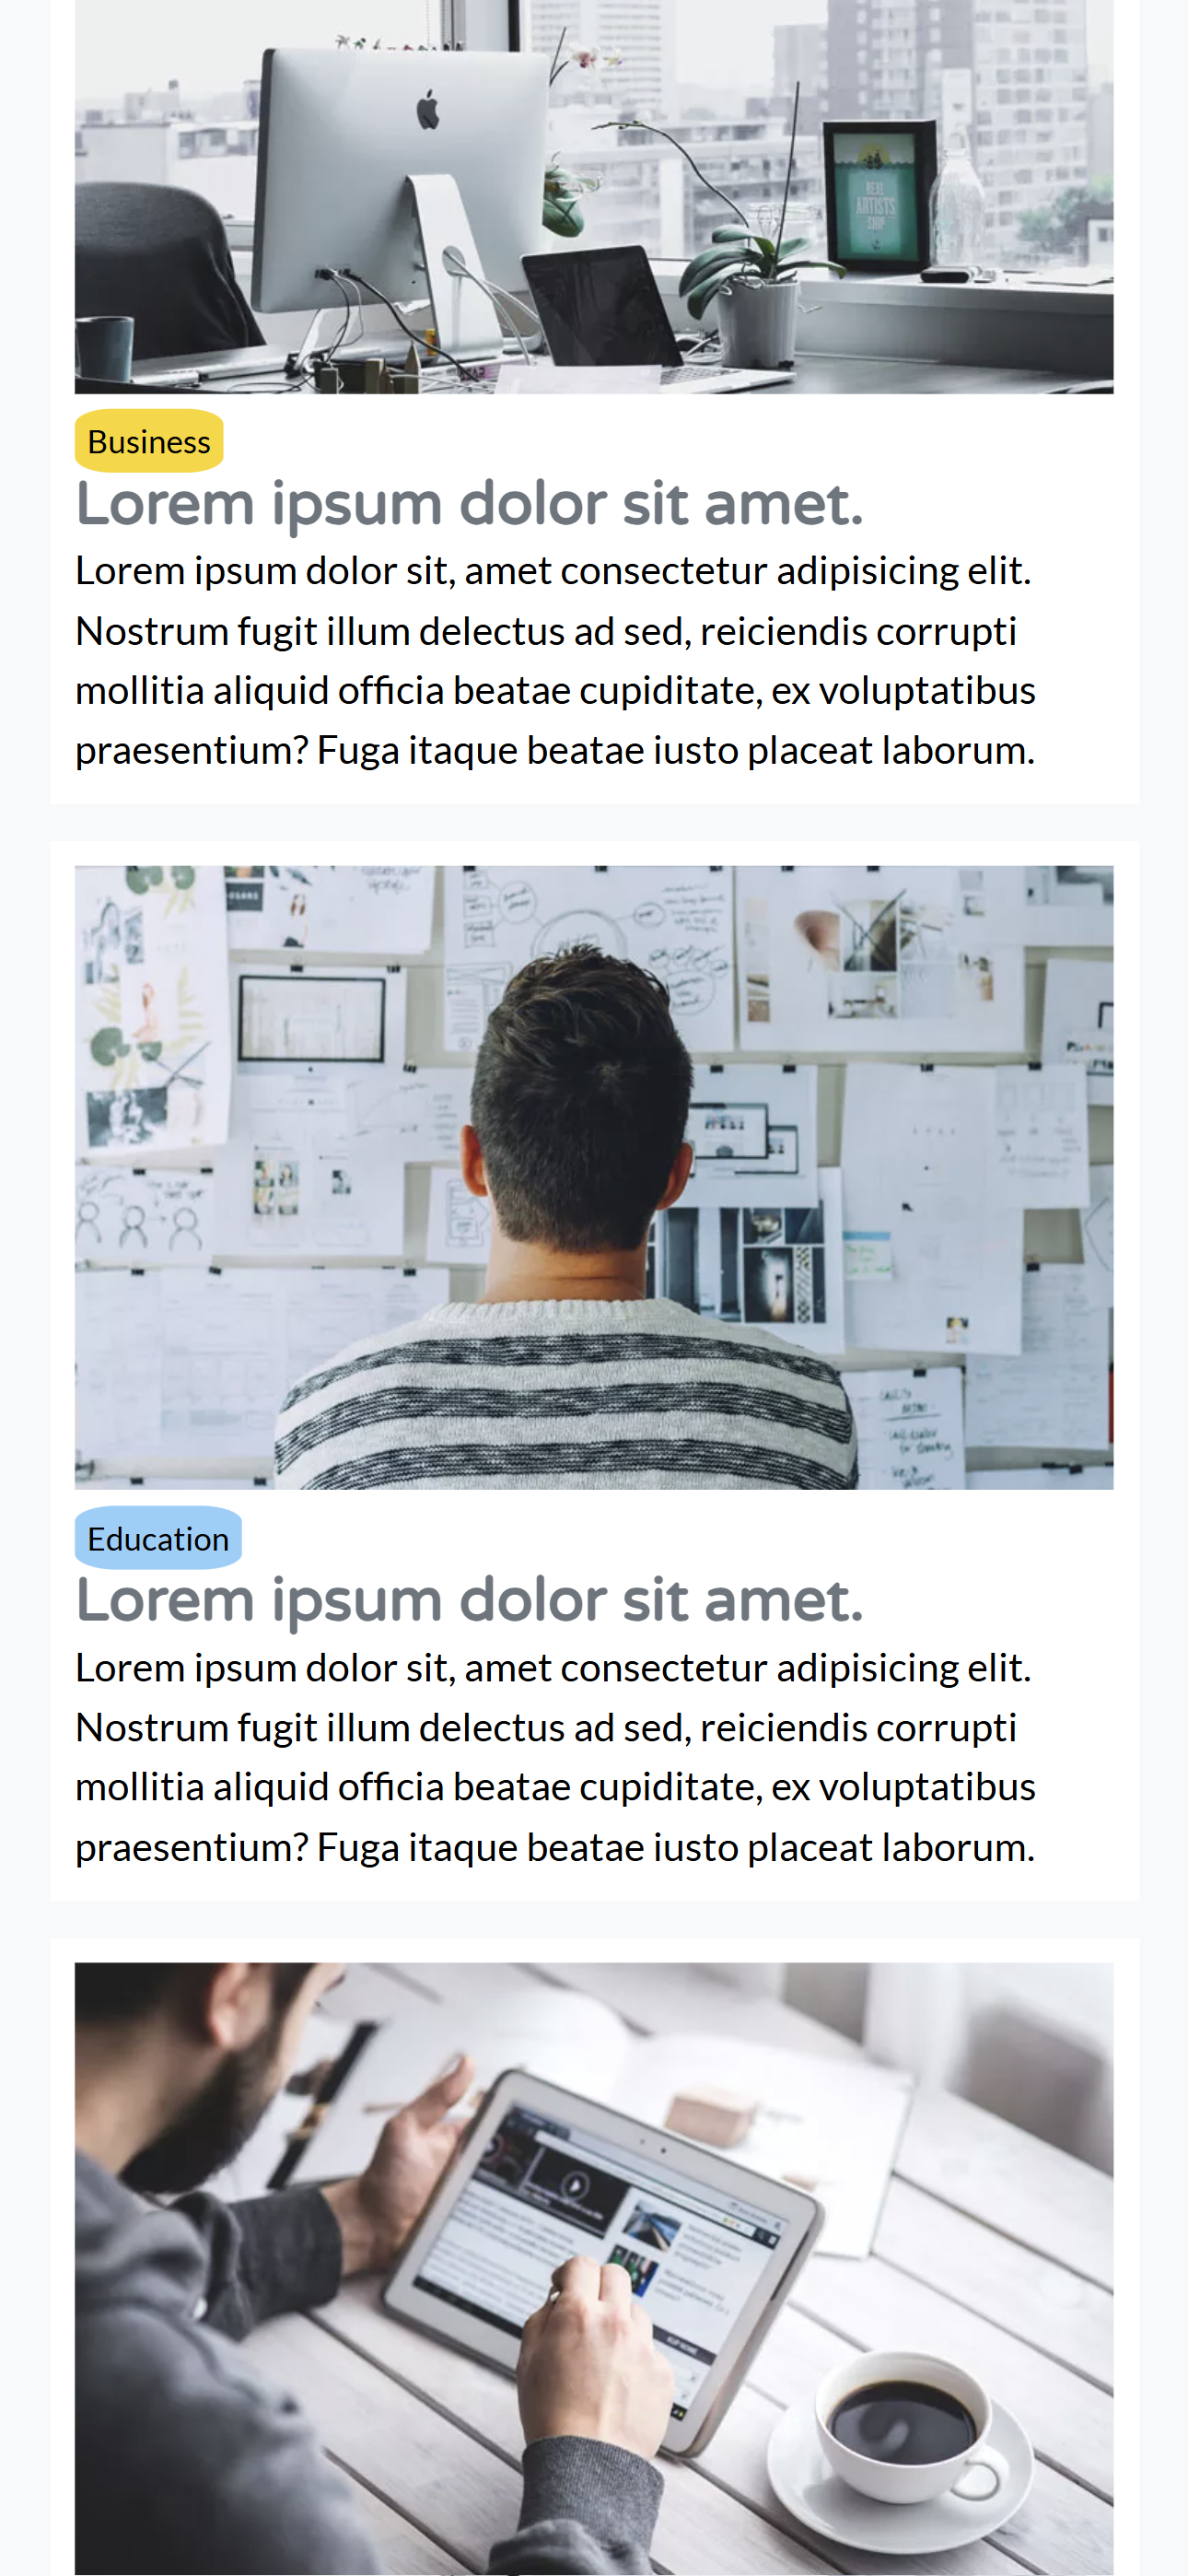 REAL
ARTISTS
SHIP
Business
Lorem ipsum dolor sit amet.
Lorem ipsum dolor sit, amet consectetur adipisicing elit.
Nostrum fugit illum delectus ad sed, reiciendis corrupti
mollitia aliquid officia beatae cupiditate, ex voluptatibus
praesentium? Fuga itaque beatae iusto placeat laborum.
Education
Lorem ipsum dolor sit amet.
Lorem ipsum dolor sit, amet consectetur adipisicing elit.
Nostrum fugit illum delectus ad sed, reiciendis corrupti
mollitia aliquid officia beatae cupiditate, ex voluptatibus
praesentium? Fuga itaque beatae iusto placeat laborum.